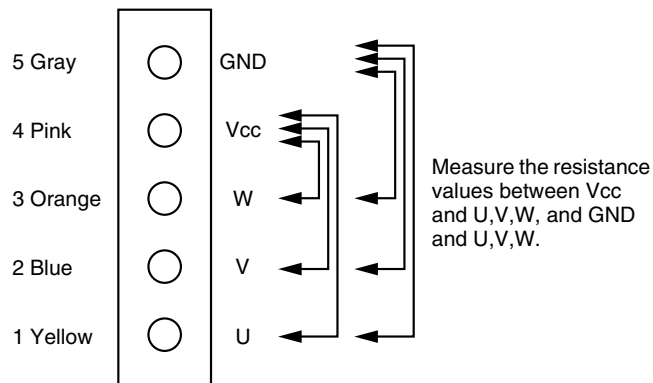 5 Gray GND
4 Pink Vcc
3 Orange W
2 Blue V
1 Yellow U
Measure the resistance
values between Vcc
and U,V,W, and GND
and U,V,W.